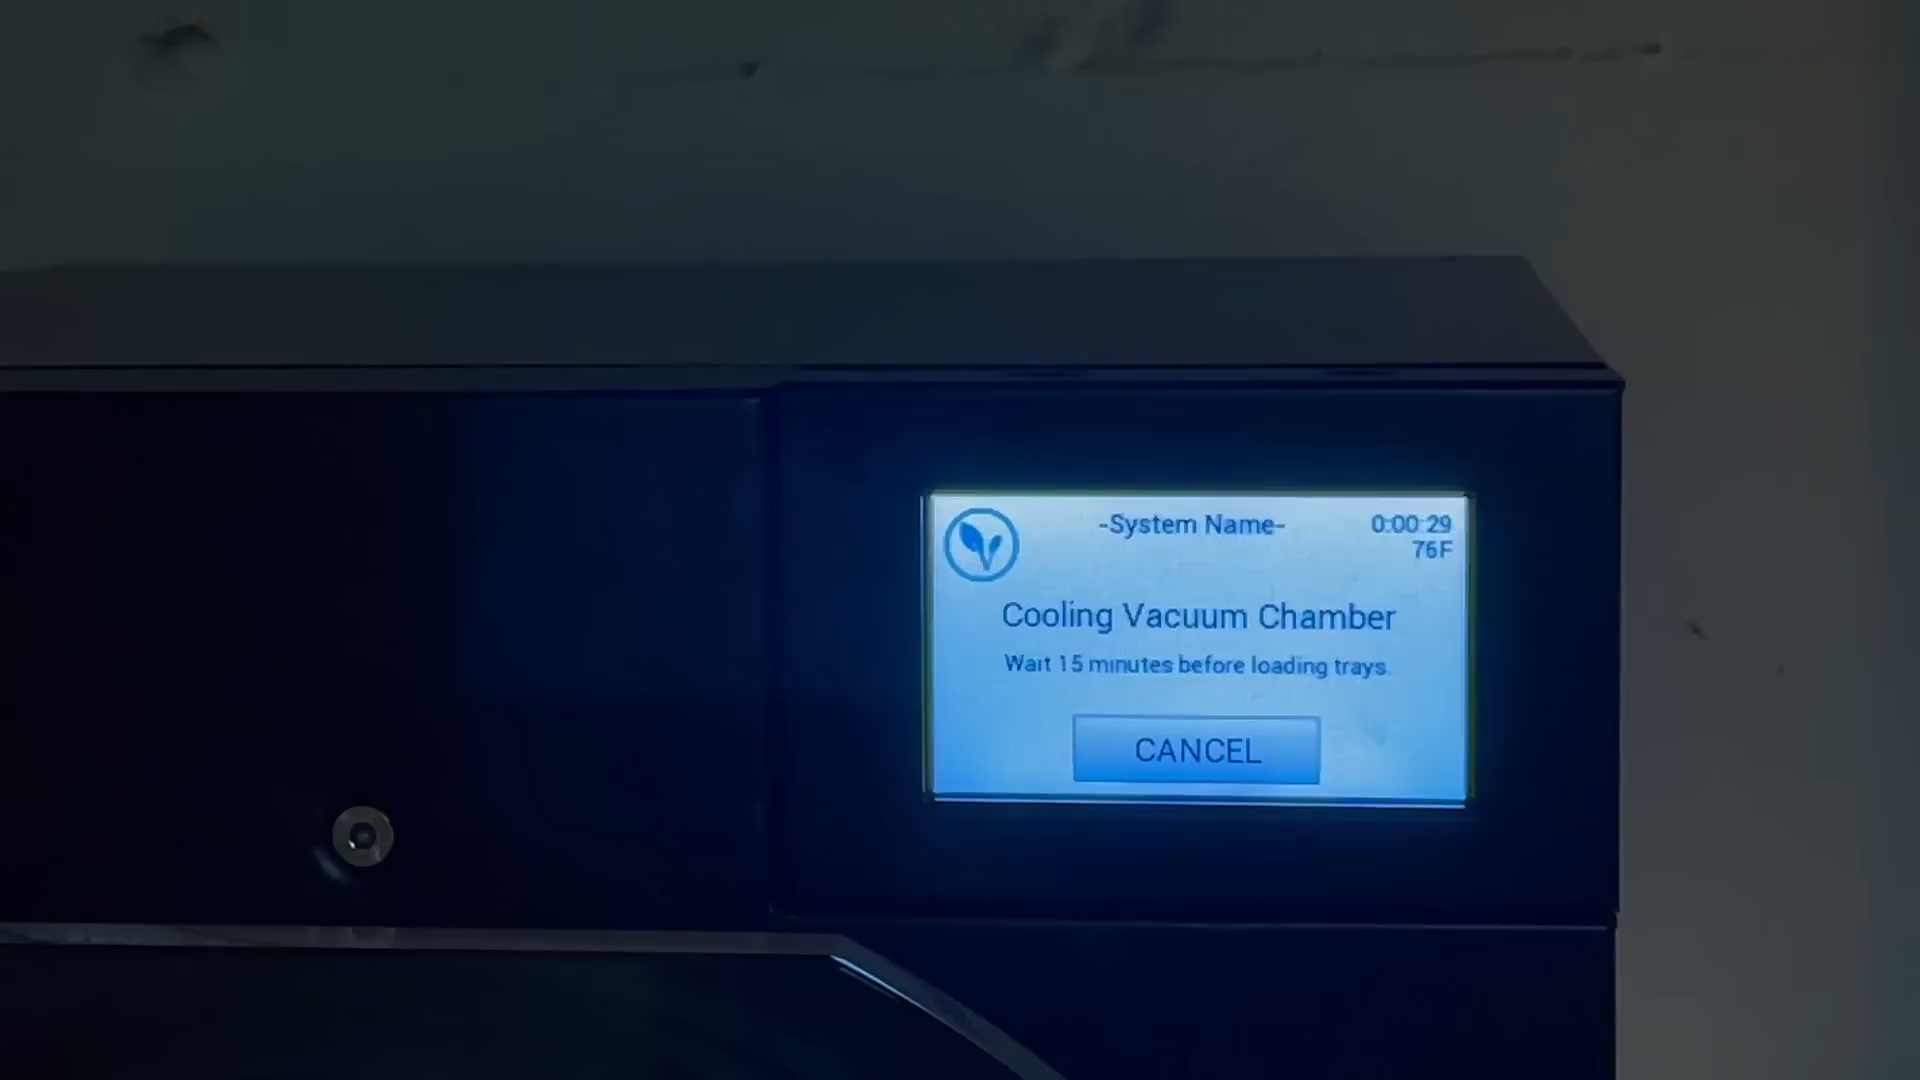 -System Name-
0:00:29
76F
Cooling Vacuum Chamber
Wait 15 minutes before loading trays.
CANCEL